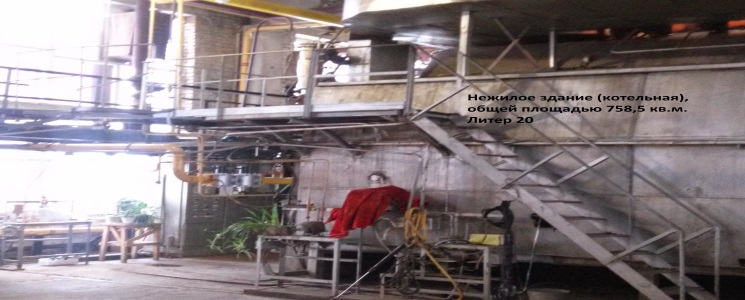 Нежилое здание (котельная),
общей площадью 758,5 кв.м.
Литер 20